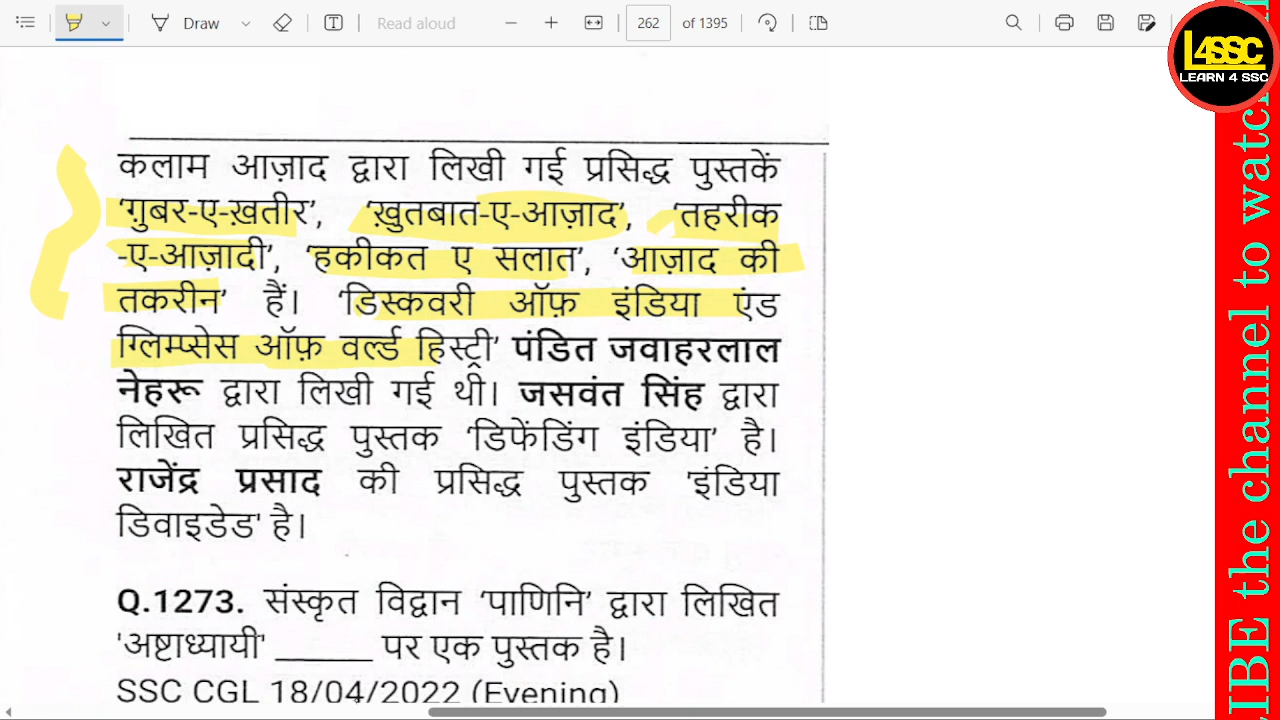 Draw
Read aloud
262 of 1395
L4SSC
LEARN 4 SSC
कलाम आज़ाद द्वारा लिखी गई प्रसिद्ध पुस्तकें
'ग़ुबर-ए-ख़तीर', 'ख़ुतबात-ए-आज़ाद', 'तहरीक
-ए-आज़ादी', 'हकीकत ए सलात', 'आज़ाद की
तकरीन' हैं। 'डिस्कवरी ऑफ़ इंडिया एंड
ग्लिम्प्सेस ऑफ़ वर्ल्ड हिस्ट्री' पंडित जवाहरलाल
नेहरू द्वारा लिखी गई थी। जसवंत सिंह द्वारा
लिखित प्रसिद्ध पुस्तक 'डिफेंडिंग इंडिया' है।
राजेंद्र प्रसाद की प्रसिद्ध पुस्तक 'इंडिया
डिवाइडेड' है।
Q.1273. संस्कृत विद्वान 'पाणिनि' द्वारा लिखित
'अष्टाध्यायी' ______ पर एक पुस्तक है।
SSC CGL 18/04/2022 (Evening)
IBE the channel to watch